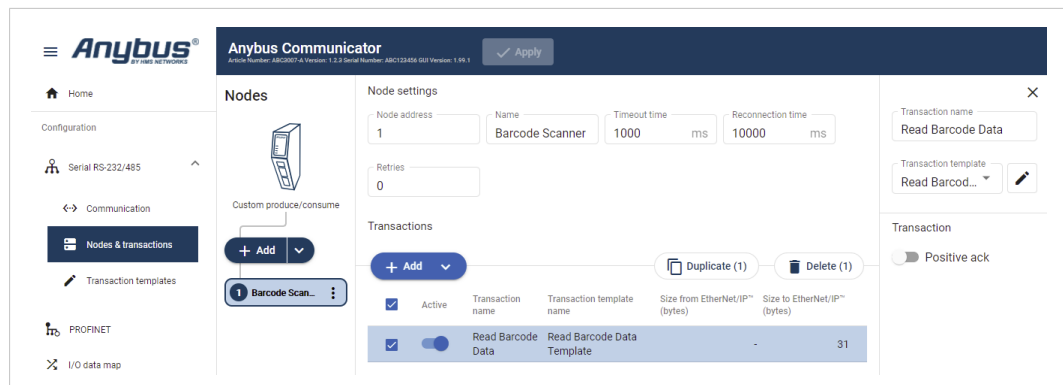 Anybus®
BY HMS NETWORKS
Anybus Communicator
Article Number: ABC3007-A Version: 1.2.3 Serial Number: ABC123456 GUI Version: 1.99.1
Apply
Home
Configuration
Serial RS-232/485
Communication
Nodes & transactions
Transaction templates
PROFINET
I/O data map
Nodes
Custom produce/consume
+ Add
1 Barcode Scan...
Node settings
Node address
1
Name
Barcode Scanner
Timeout time
1000 ms
Reconnection time
10000 ms
Retries
0
Transactions
+ Add
Duplicate (1)
Delete (1)
Active
Transaction name
Transaction template name
Size from EtherNet/IP™ (bytes)
Size to EtherNet/IP™ (bytes)
Read Barcode Data
Read Barcode Data Template
-
31
Transaction name
Read Barcode Data
Transaction template
Read Barcod...
Transaction
Positive ack